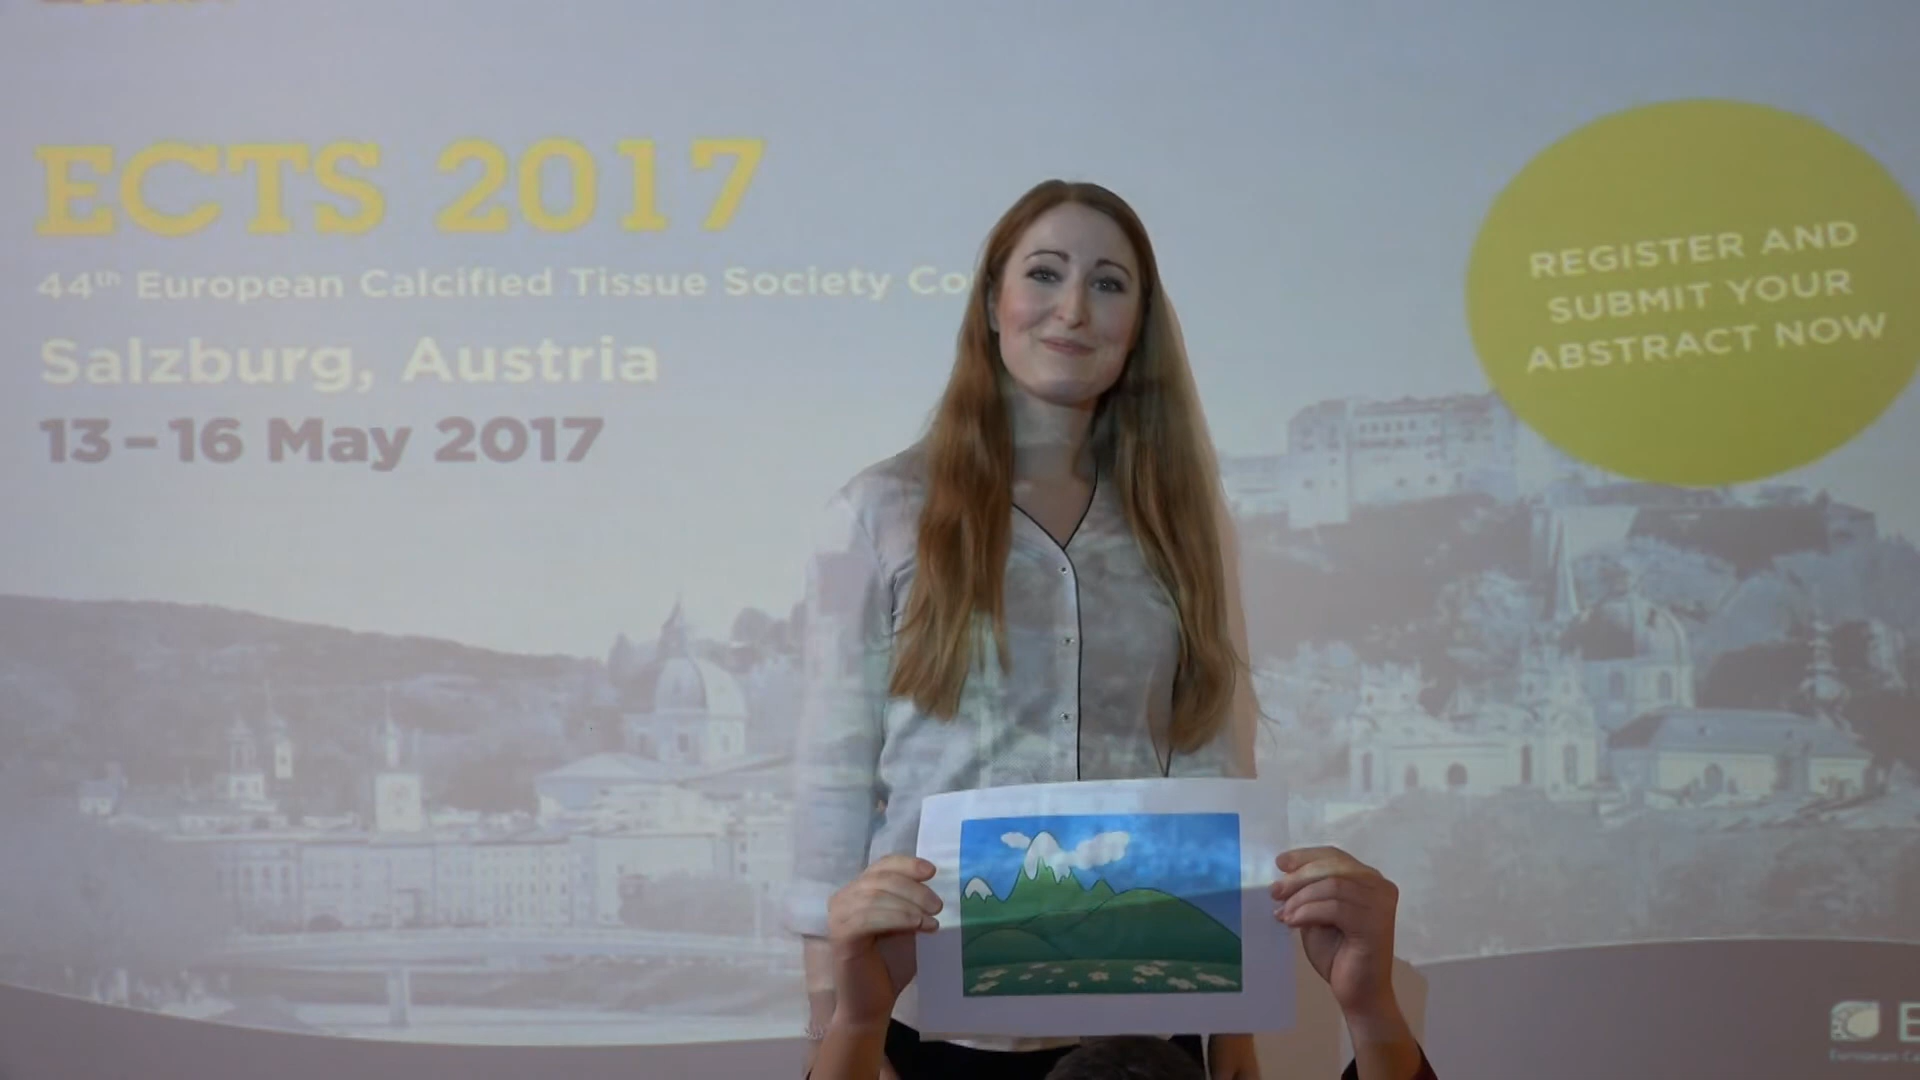 ECTS 2017
44th European Calcified Tissue Society
Salzburg, Austria
13–16 May 2017
REGISTER AND
SUBMIT YOUR
ABSTRACT NOW
European